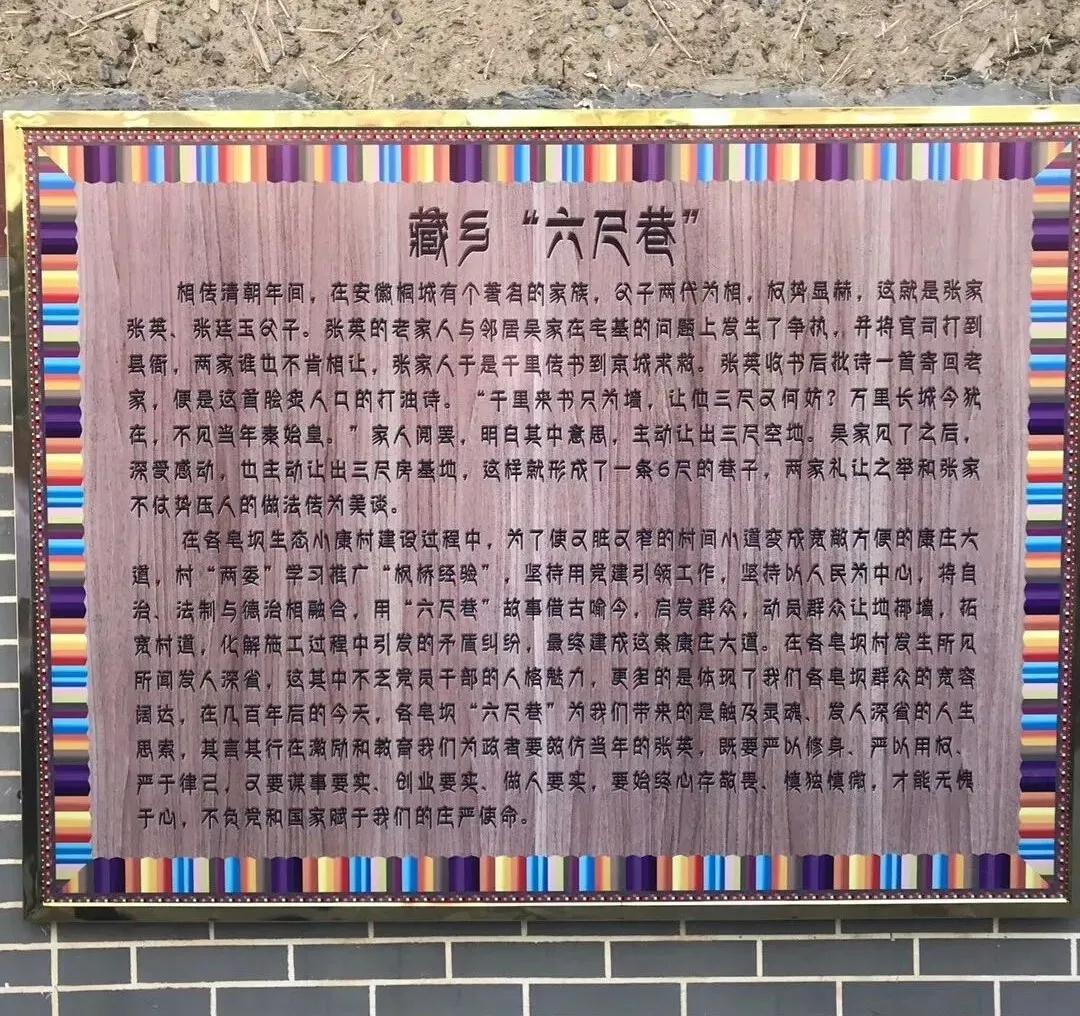 藏乡“六尺巷”
相传清朝年间，在安徽桐城有个著名的家族，父子两代为相，权势显赫，这就是张家
张英、张廷玉父子。张英的老家人与邻居吴家在宅基的问题上发生了争执，并将官司打到
县衙，两家谁也不肯相让，张家人于是千里传书到京城求救。张英收书后批诗一首寄回老
家，便是这首脍炙人口的打油诗。“千里来书只为墙，让他三尺又何妨？万里长城今犹
在，不见当年秦始皇。”家人阅罢，明白其中意思，主动让出三尺空地。吴家见了之后，
深受感动，也主动让出三尺房基地，这样就形成了一条6尺的巷子，两家礼让之举和张家
不仗势压人的做法传为美谈。
在各皂坝生态小康村建设过程中，为了使又脏又窄的村间小道变成宽敞方便的康庄大
道，村“两委”学习推广“枫桥经验”，坚持用党建引领工作，坚持以人民为中心，将自
治、法制与德治相融合，用“六尺巷”故事借古喻今，启发群众，动员群众让地挪墙，拓
宽村道，化解施工过程中引发的矛盾纠纷，最终建成这条康庄大道。在各皂坝村发生所见
所闻发人深省，这其中不乏党员干部的人格魅力，更多的是体现了我们各皂坝群众的宽容
阔达，在几百年后的今天，各皂坝“六尺巷”为我们带来的是触及灵魂、发人深省的人生
思索，其言其行在激励和教育我们为政者要效仿当年的张英，既要严以修身、严以用权、
严于律己，又要谋事要实、创业要实、做人要实，要始终心存敬畏、慎独慎微，才能无愧
于心，不负党和国家赋于我们的庄严使命。